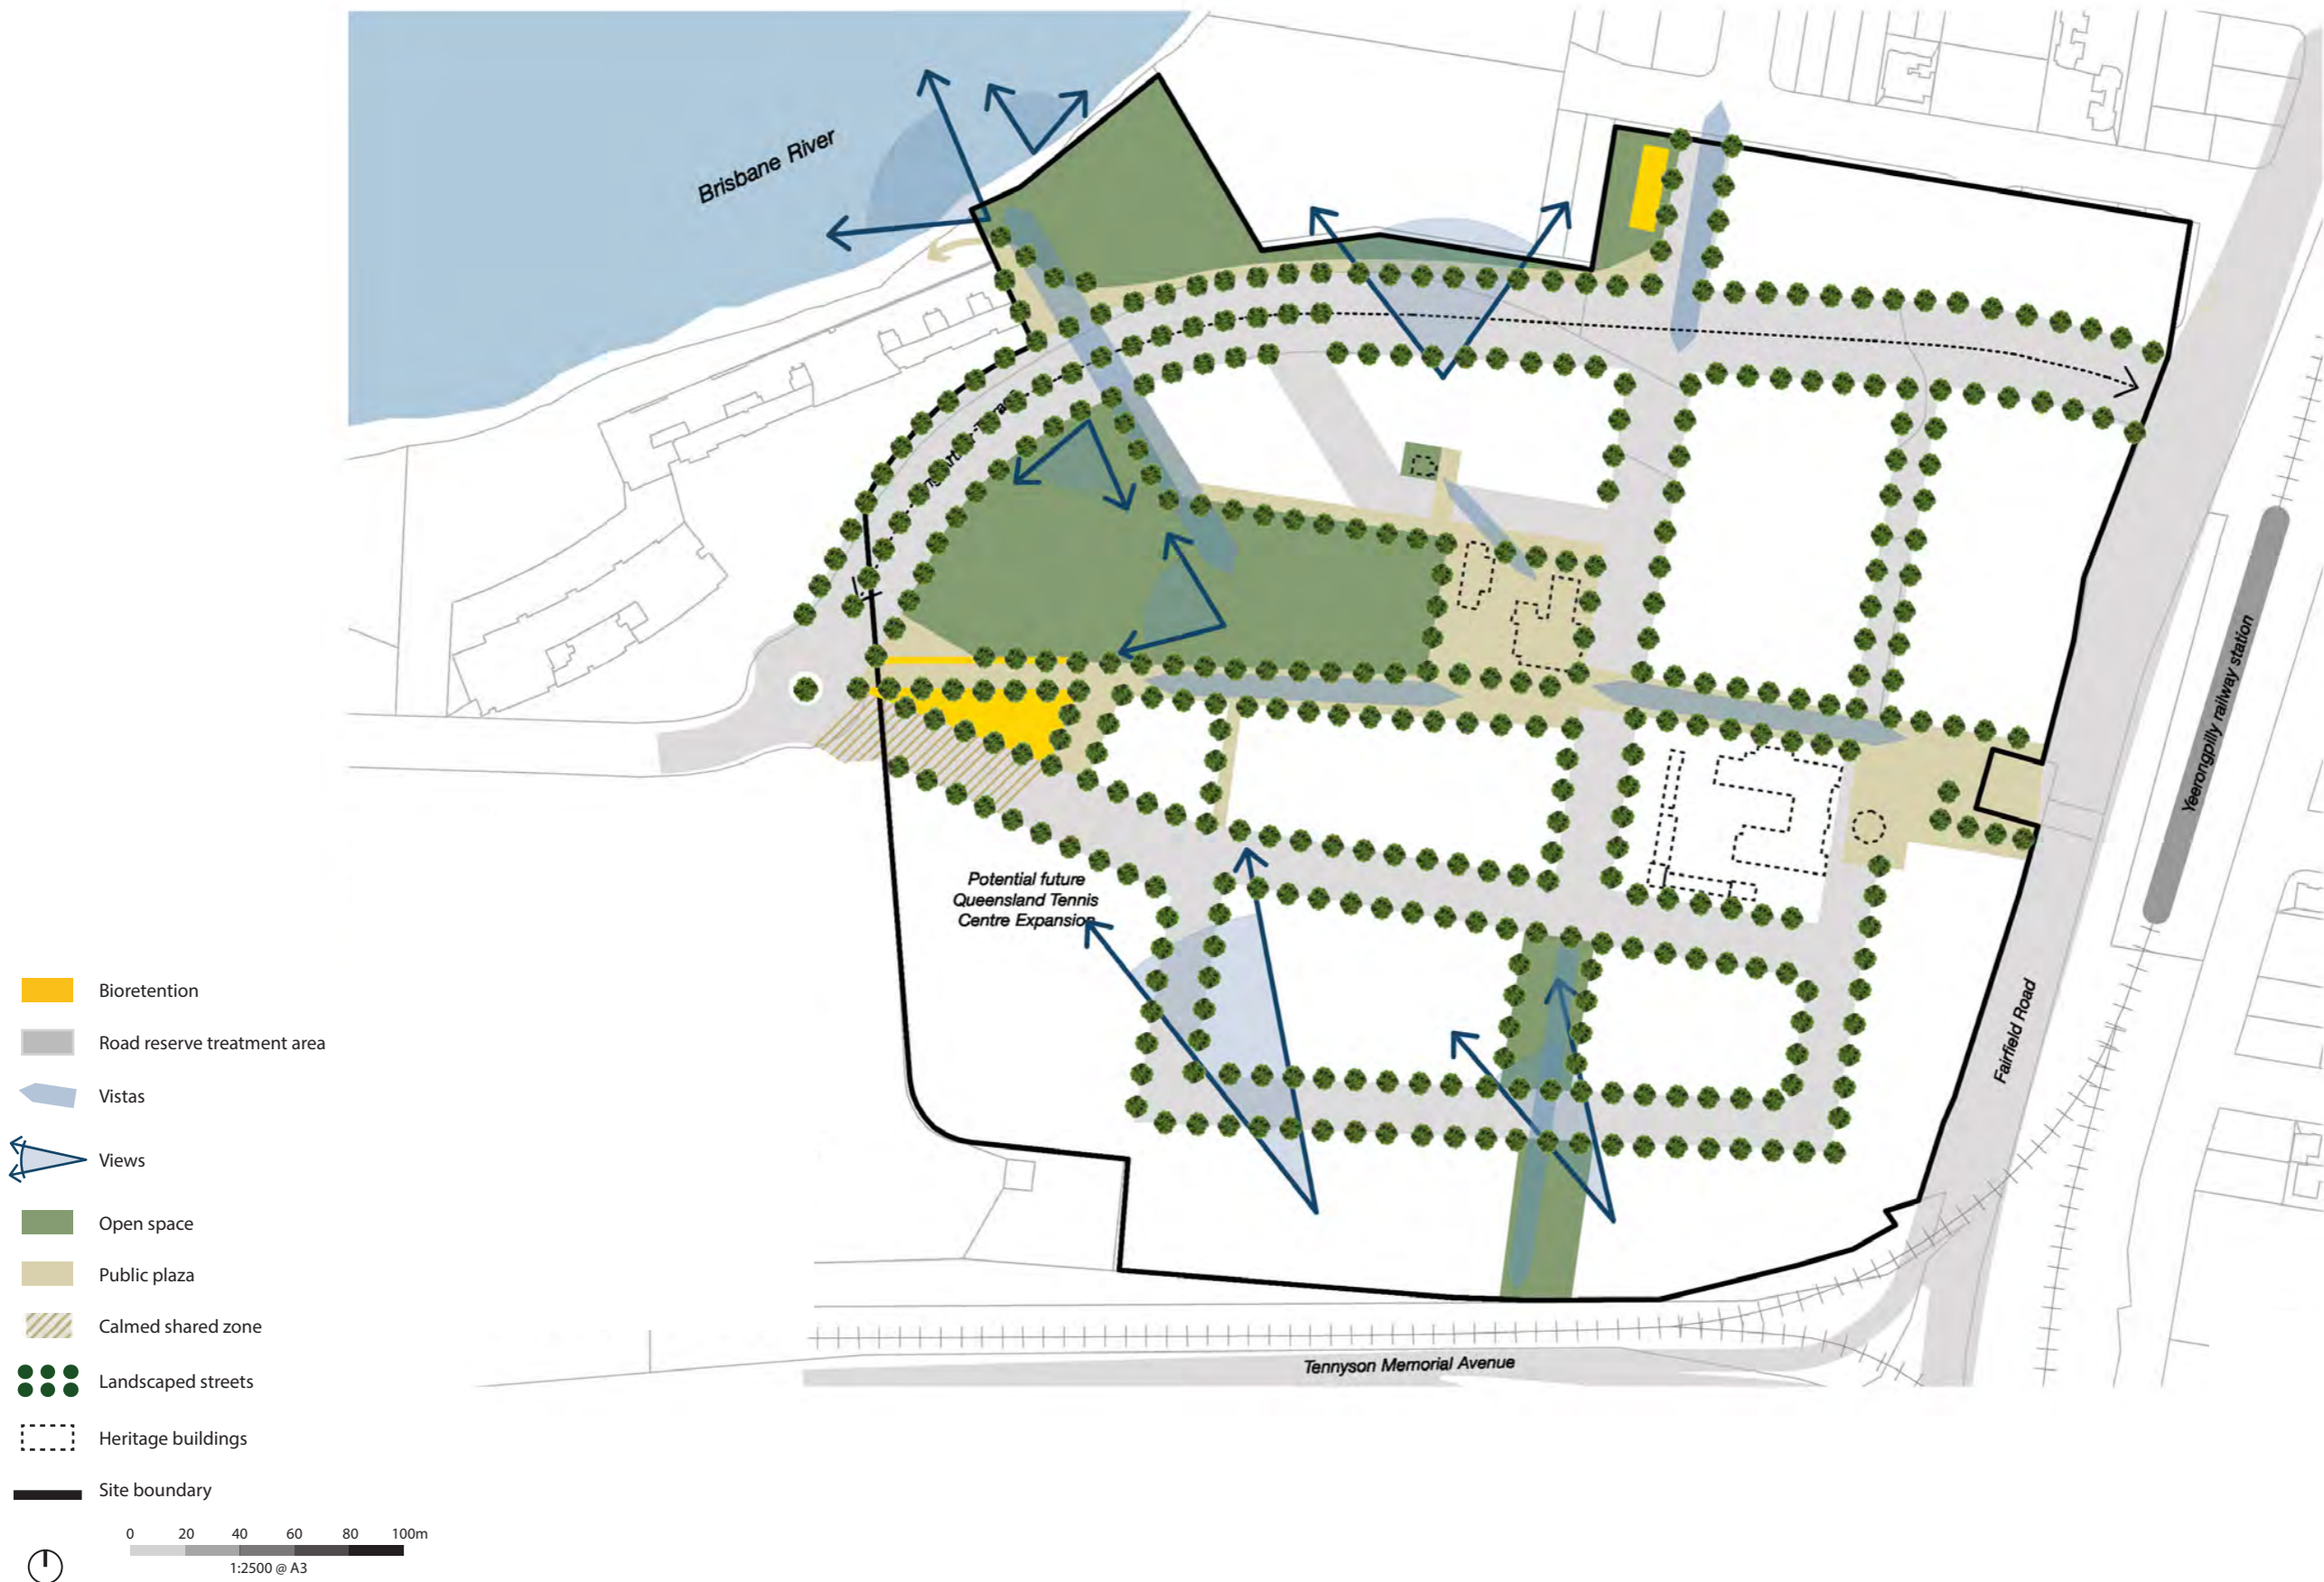 Brisbane River
Yeerongpilly railway station
Potential future
Queensland Tennis
Centre Expansion
Fairfield Road
Tennyson Memorial Avenue
Bioretention
Road reserve treatment area
Vistas
Views
Open space
Public plaza
Calmed shared zone
Landscaped streets
Heritage buildings
Site boundary
0 20 40 60 80 100m
1:2500 @ A3